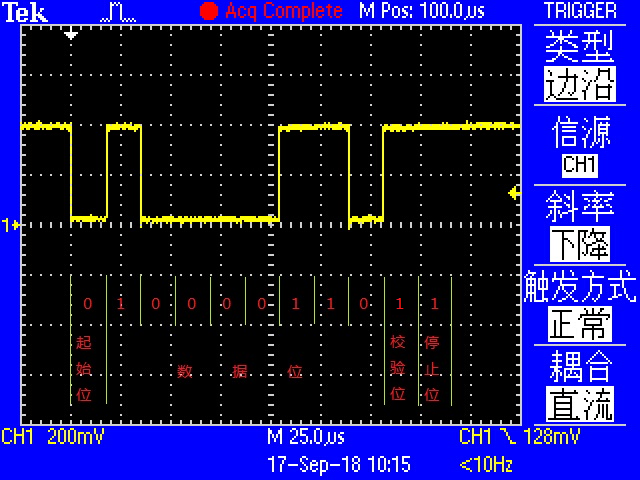 Tek
Acq Complete
M Pos: 100.0µs
TRIGGER
类型
边沿
信源
CH1
斜率
下降
触发方式
正常
耦合
直流
1
0 1 0 0 0 0 1 1 0 1 1
起始位
数据位
校验位
停止位
CH1 200mV
M 25.0µs
CH1 128mV
17-Sep-18 10:15
<10Hz